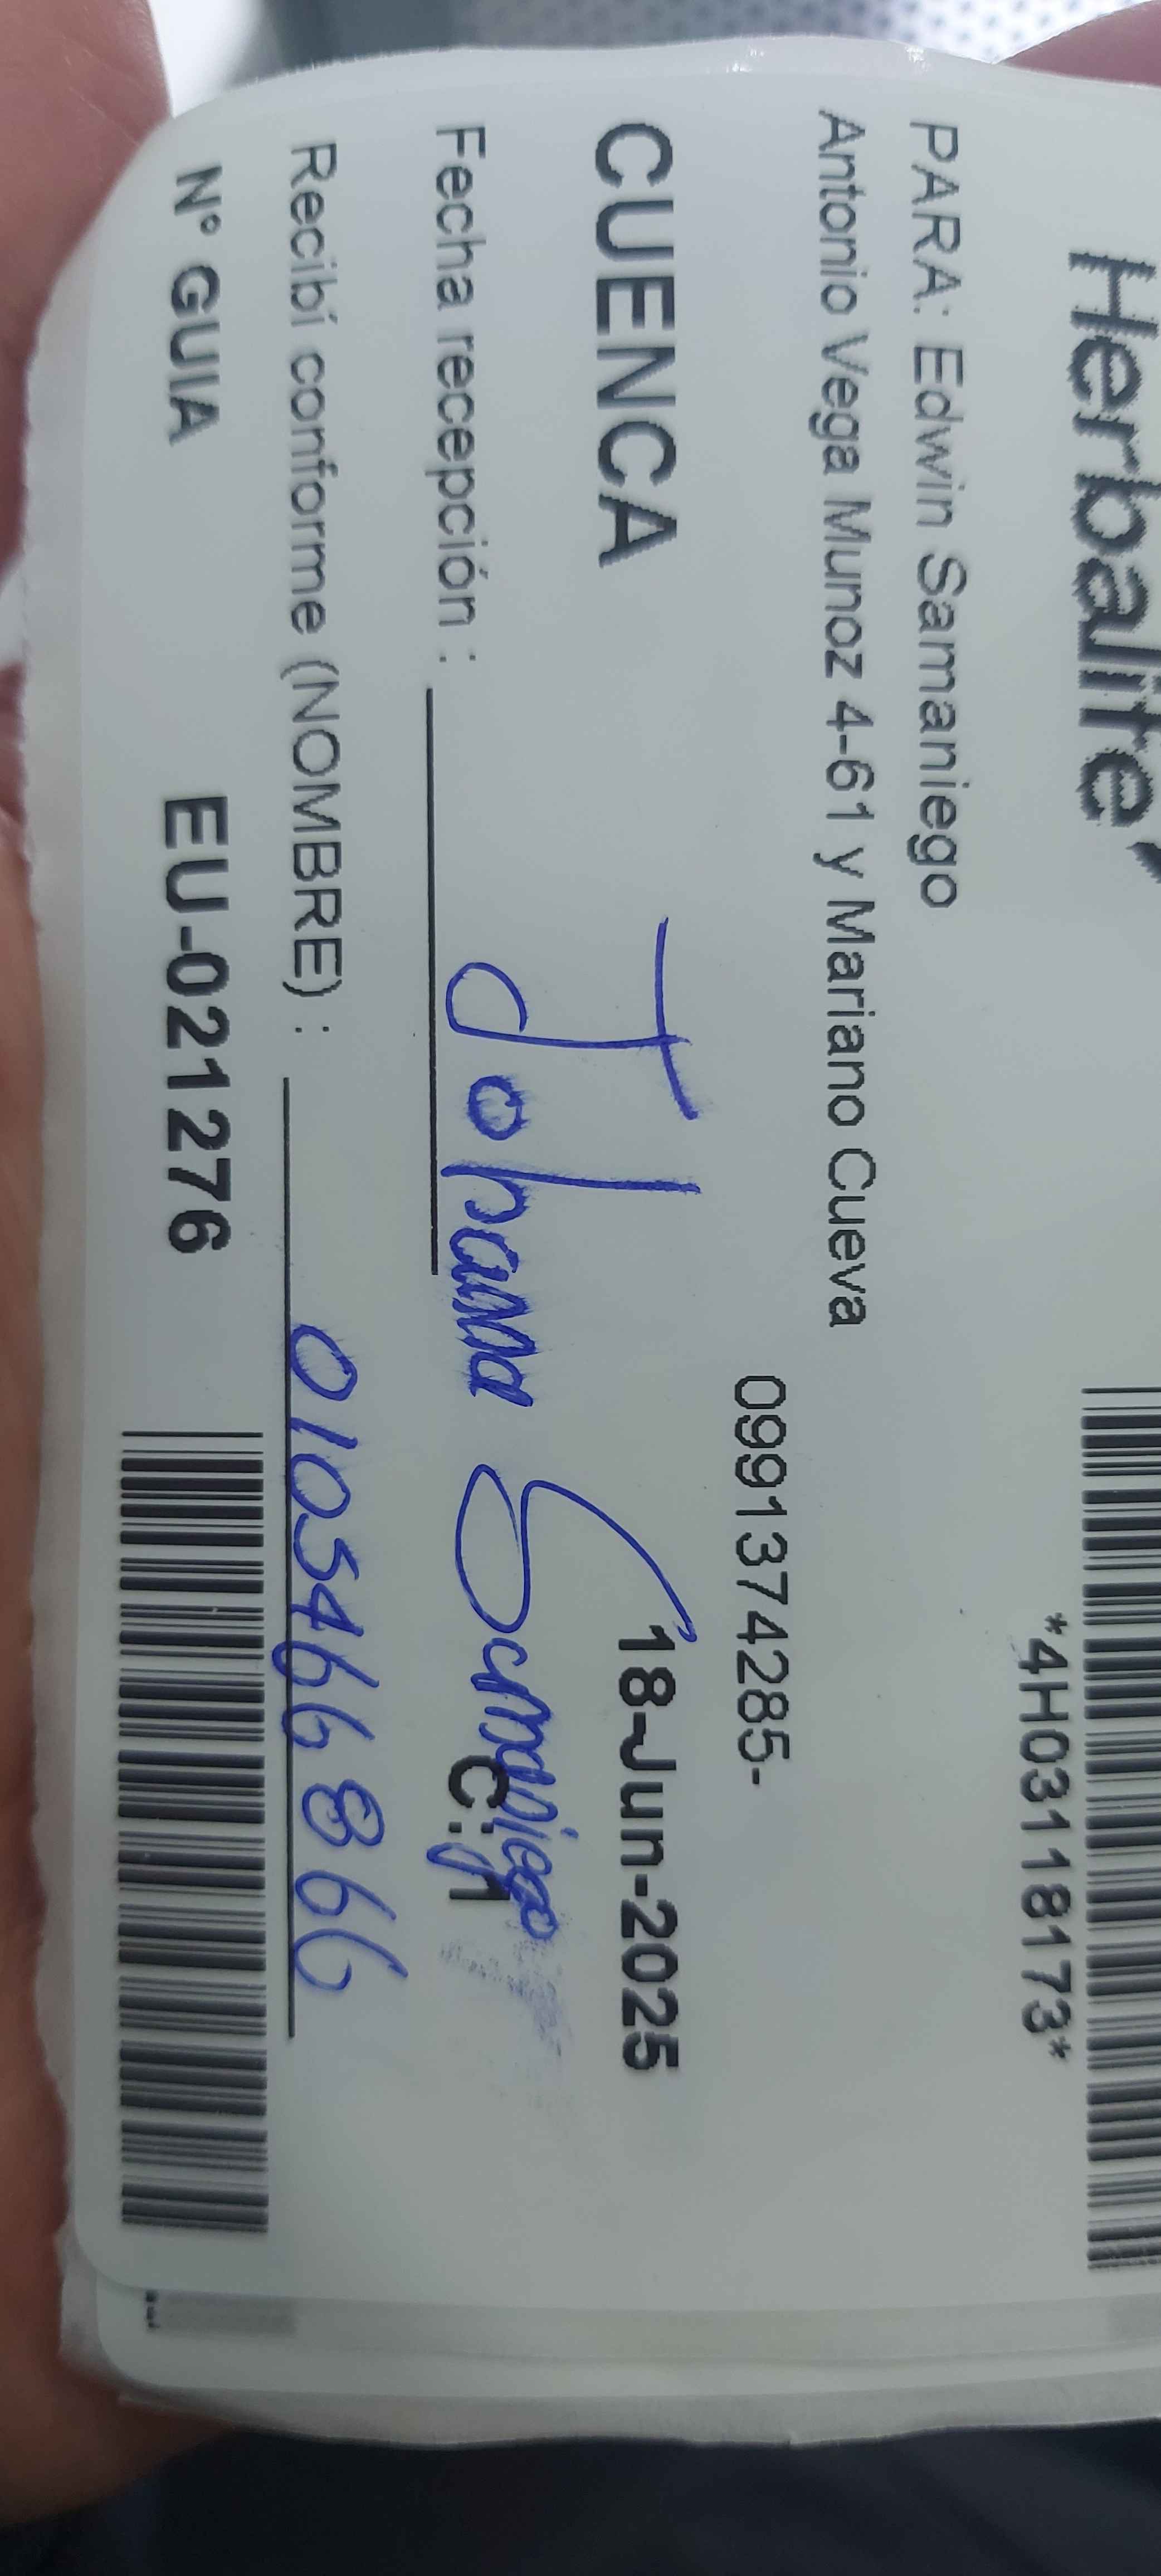 Herbalife
*4H03118173*
PARA: Edwin Samaniego
Antonio Vega Munoz 4-61 y Mariano Cueva
0991374285-
CUENCA 18-Jun-2025
Fecha recepción : Johanna Samaniego C:1
Recibí conforme (NOMBRE) : 0105466866
N° GUIA EU-021276